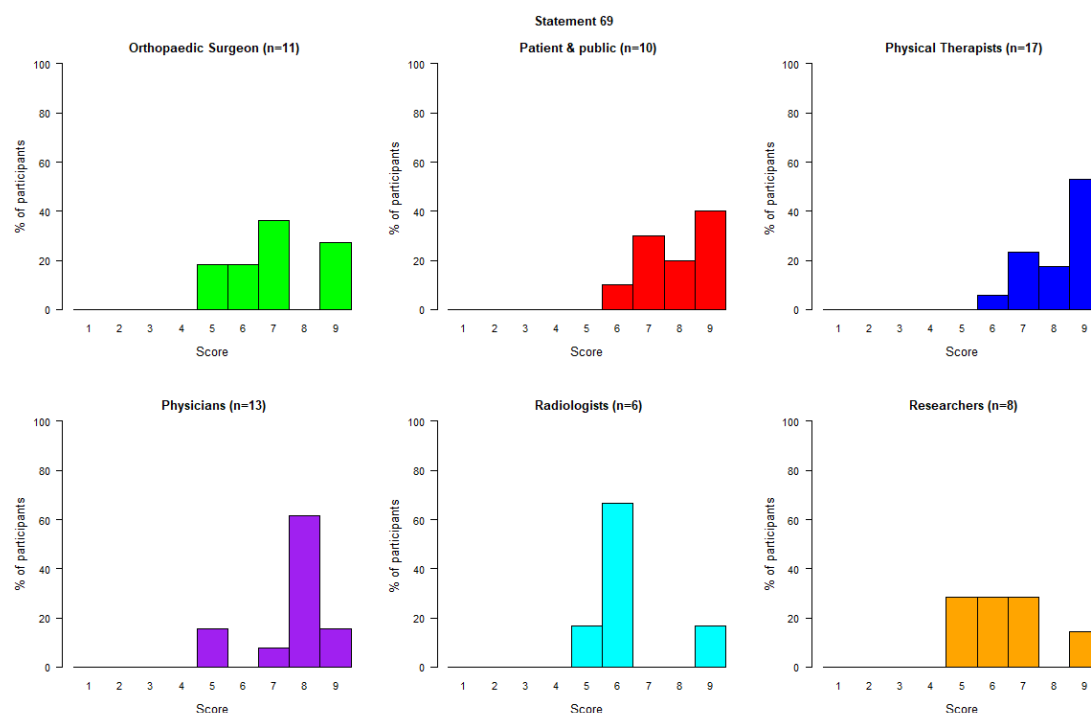 Statement 69
Orthopaedic Surgeon (n=11)
Patient & public (n=10)
Physical Therapists (n=17)
% of participants
100
80
60
40
20
0
1 2 3 4 5 6 7 8 9
Score
% of participants
100
80
60
40
20
0
1 2 3 4 5 6 7 8 9
Score
% of participants
100
80
60
40
20
0
1 2 3 4 5 6 7 8 9
Score
Physicians (n=13)
Radiologists (n=6)
Researchers (n=8)
% of participants
100
80
60
40
20
0
1 2 3 4 5 6 7 8 9
Score
% of participants
100
80
60
40
20
0
1 2 3 4 5 6 7 8 9
Score
% of participants
100
80
60
40
20
0
1 2 3 4 5 6 7 8 9
Score